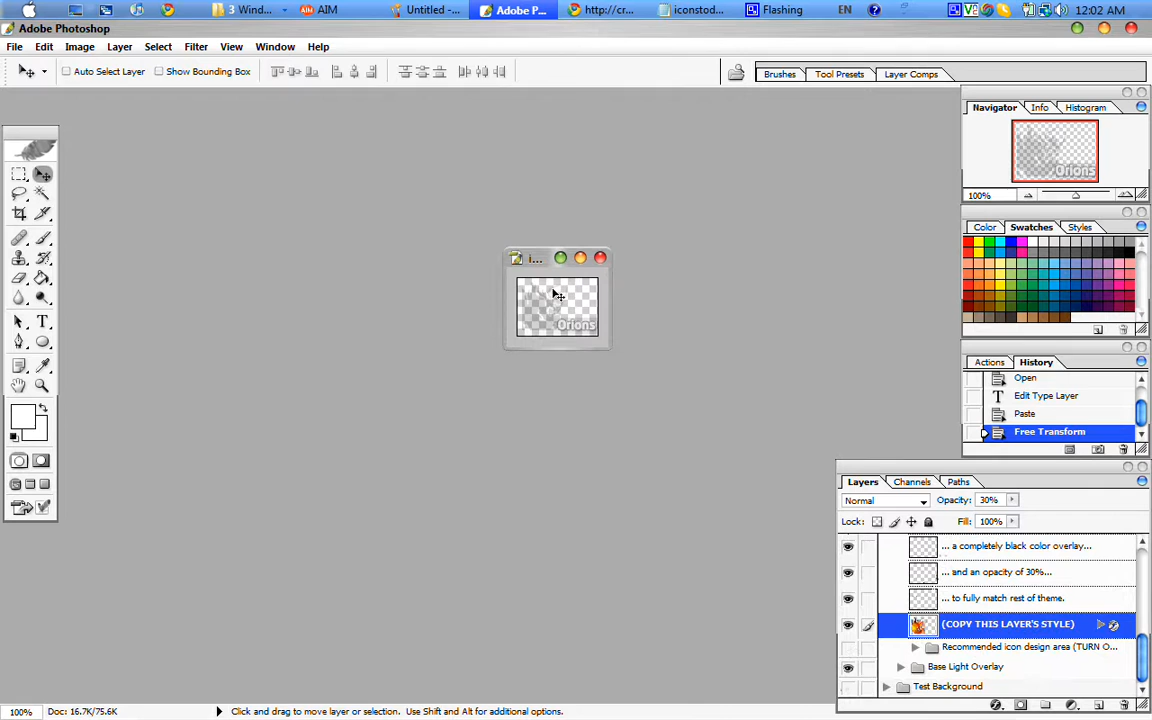 3 Wind...
AIM
Untitled -...
Adobe P...
http://cr...
iconstod...
Flashing
EN
12:02 AM
Adobe Photoshop
File Edit Image Layer Select Filter View Window Help
Auto Select Layer
Show Bounding Box
Brushes
Tool Presets
Layer Comps
Navigator Info Histogram
Orions
100%
Color Swatches Styles
i...
Orions
Actions History
Open
Edit Type Layer
Paste
Free Transform
Layers Channels Paths
Normal
Opacity: 30%
Lock:
Fill: 100%
... a completely black color overlay...
... and an opacity of 30%...
... to fully match rest of theme.
(COPY THIS LAYER'S STYLE)
Recommended icon design area (TURN O...
Base Light Overlay
Test Background
100%
Doc: 16.7K/75.6K
Click and drag to move layer or selection. Use Shift and Alt for additional options.